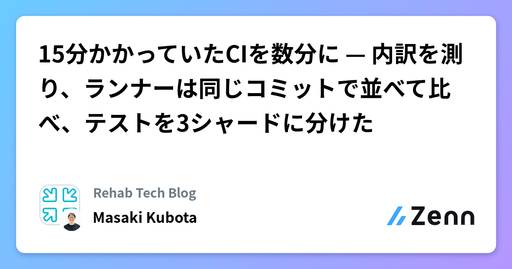 15分かかっていたCIを数分に — 内訳を測
り、ランナーは同じコミットで並べて比
べ、テストを3シャードに分けた
Rehab Tech Blog
Masaki Kubota
Zenn